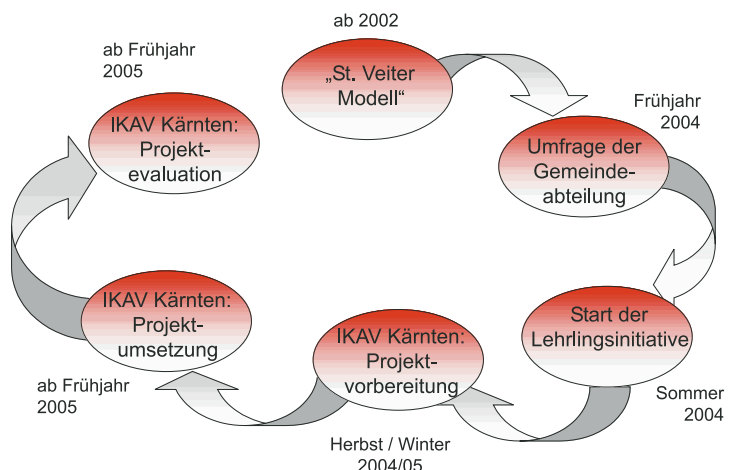 ab 2002
„St. Veiter
Modell“
Frühjahr
2004
Umfrage der
Gemeinde-
abteilung
Start der
Lehrlingsinitiative
Sommer
2004
IKAV Kärnten:
Projekt-
vorbereitung
Herbst / Winter
2004/05
IKAV Kärnten:
Projekt-
umsetzung
ab Frühjahr
2005
ab Frühjahr
2005
IKAV Kärnten:
Projekt-
evaluation